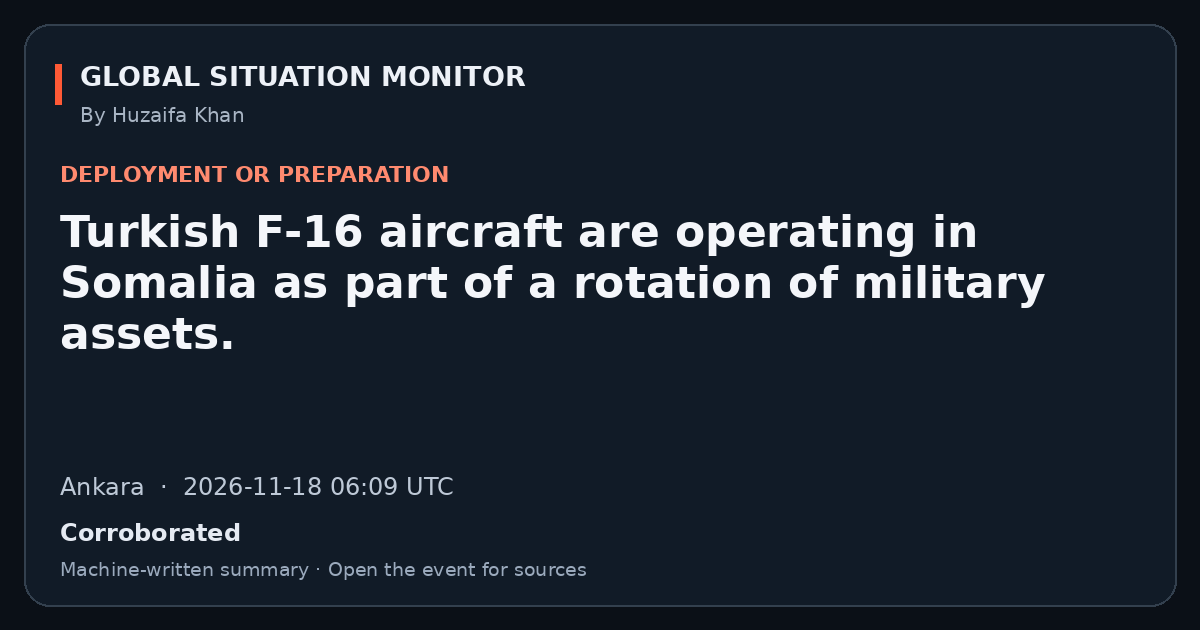 GLOBAL SITUATION MONITOR
By Huzaifa Khan
DEPLOYMENT OR PREPARATION
Turkish F-16 aircraft are operating in
Somalia as part of a rotation of military
assets.
Ankara · 2026-11-18 06:09 UTC
Corroborated
Machine-written summary · Open the event for sources